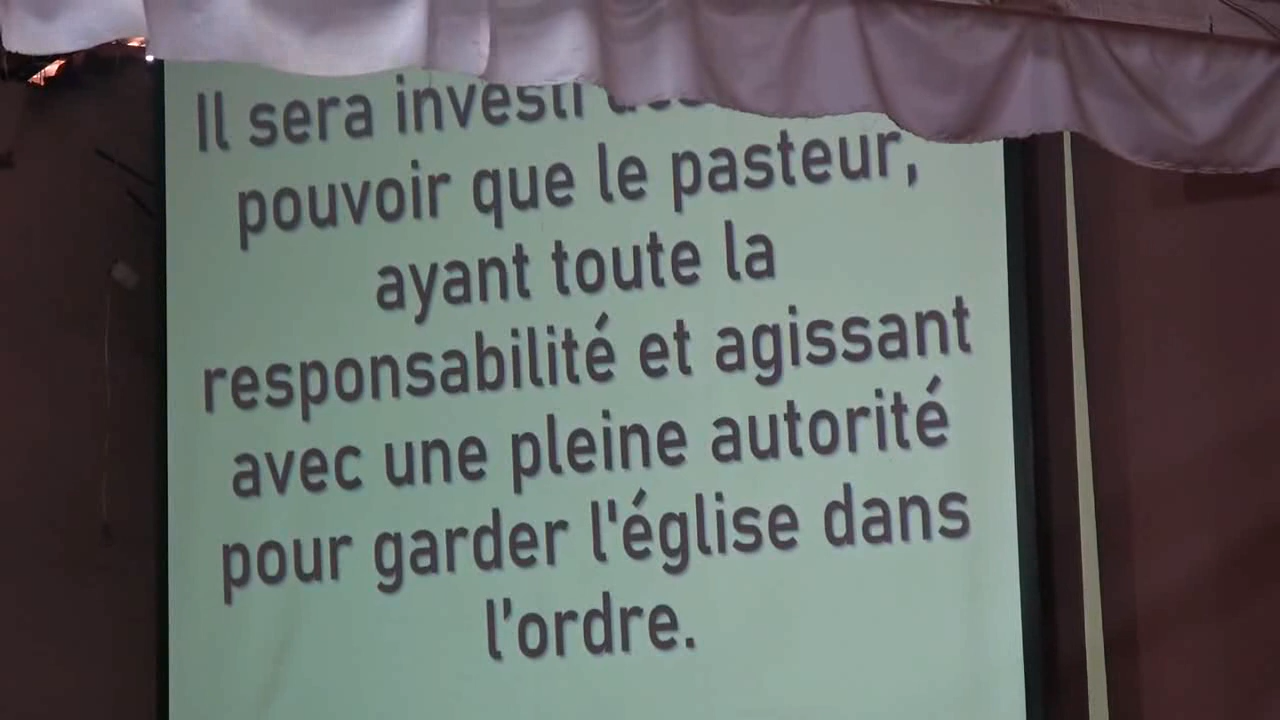 Il sera investi
pouvoir que le pasteur,
ayant toute la
responsabilité et agissant
avec une pleine autorité
pour garder l'église dans
l'ordre.